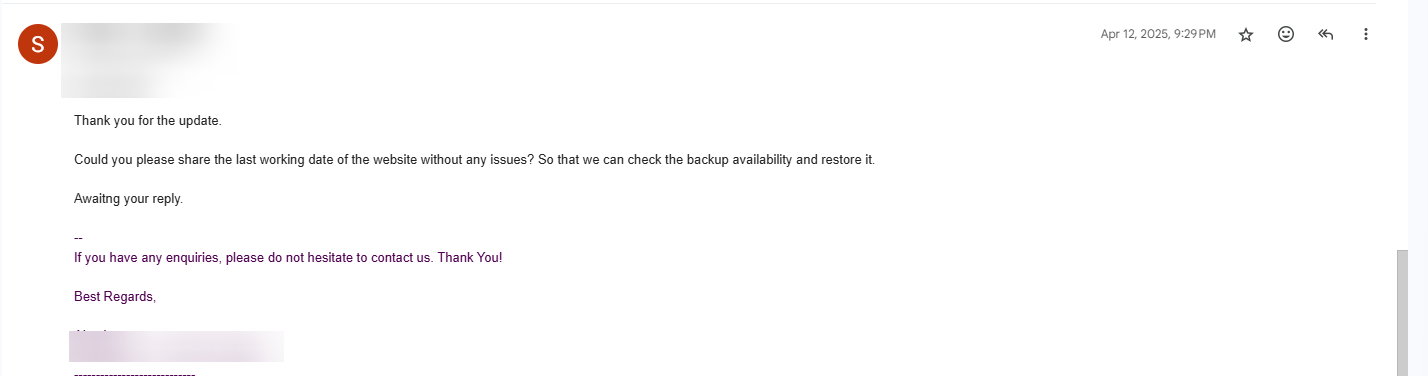 S
Apr 12, 2025, 9:29 PM
Thank you for the update.
Could you please share the last working date of the website without any issues? So that we can check the backup availability and restore it.
Awaitng your reply.
--
If you have any enquiries, please do not hesitate to contact us. Thank You!
Best Regards,
----------------------------